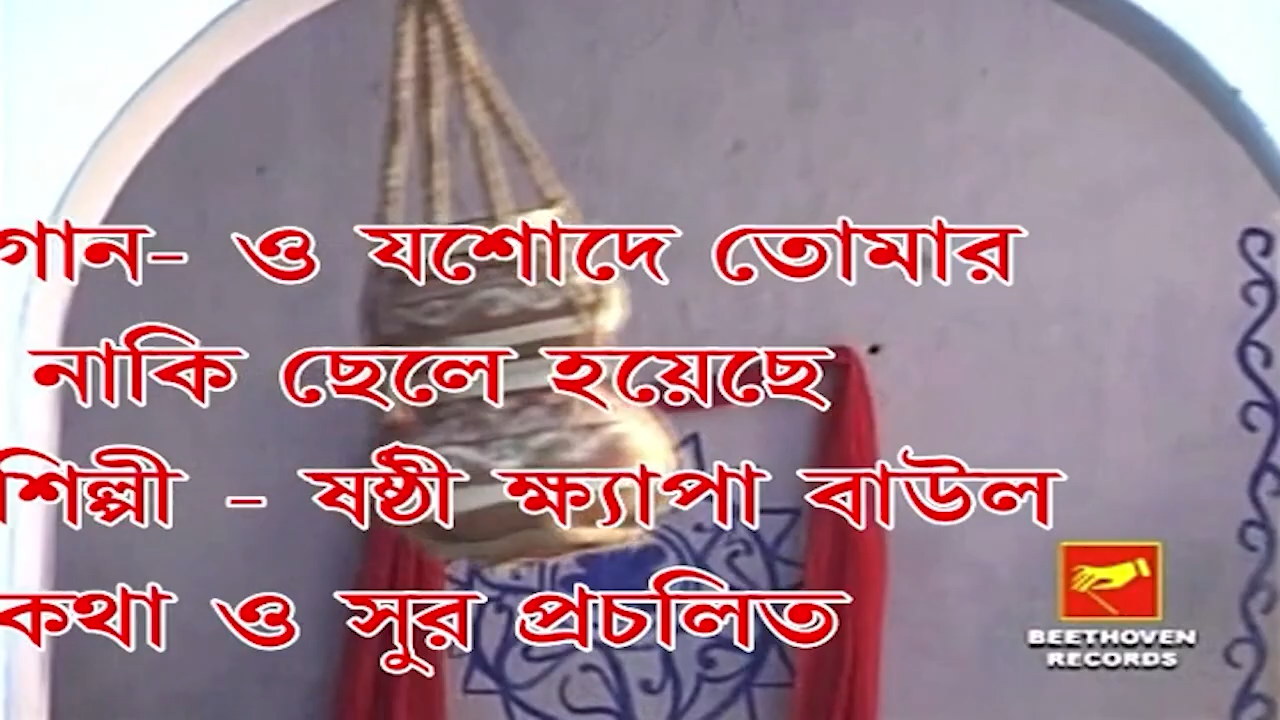 গান- ও যশোদে তোমার
নাকি ছেলে হয়েছে
শিল্পী - ষষ্ঠী ক্ষ্যাপা বাউল
কথা ও সুর প্রচলিত
BEETHOVEN
RECORDS